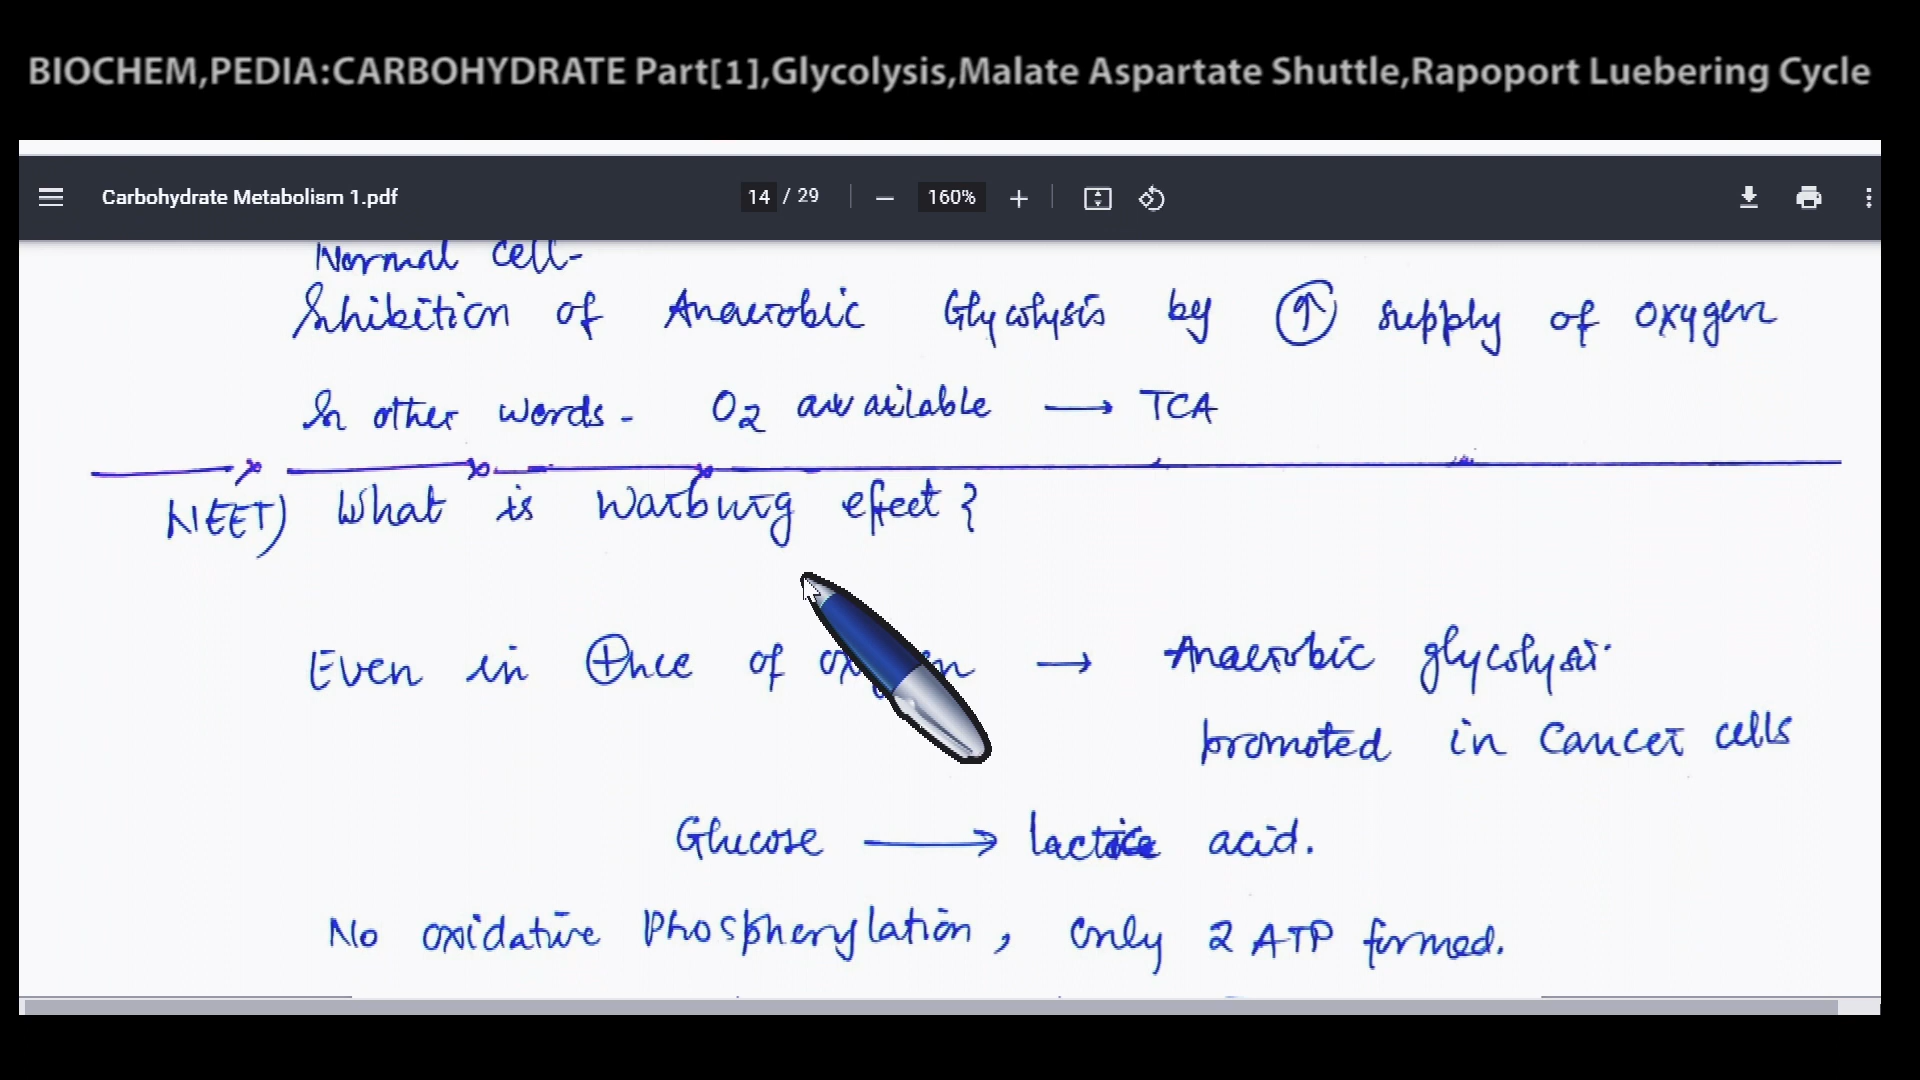 BIOCHEM,PEDIA:CARBOHYDRATE Part[1],Glycolysis,Malate Aspartate Shuttle,Rapoport Luebering Cycle
Carbohydrate Metabolism 1.pdf 14 / 29 — 160% +
Normal cell-
Inhibition of Anaerobic Glycolysis by ↑ supply of oxygen
In other words - O2 available → TCA
NEET) What is Warburg effect?
Even in ⊕nce of oxygen → Anaerobic glycolysis
promoted in Cancer cells
Glucose → lactic acid.
No oxidative Phosphorylation, only 2 ATP formed.